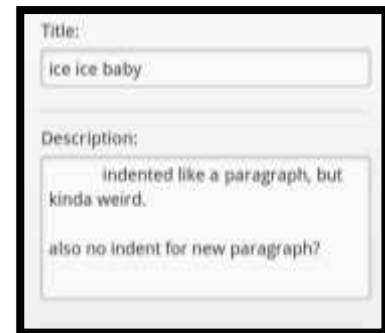 Title:
ice ice baby
Description:
indented like a paragraph, but
kinda weird.
also no indent for new paragraph?